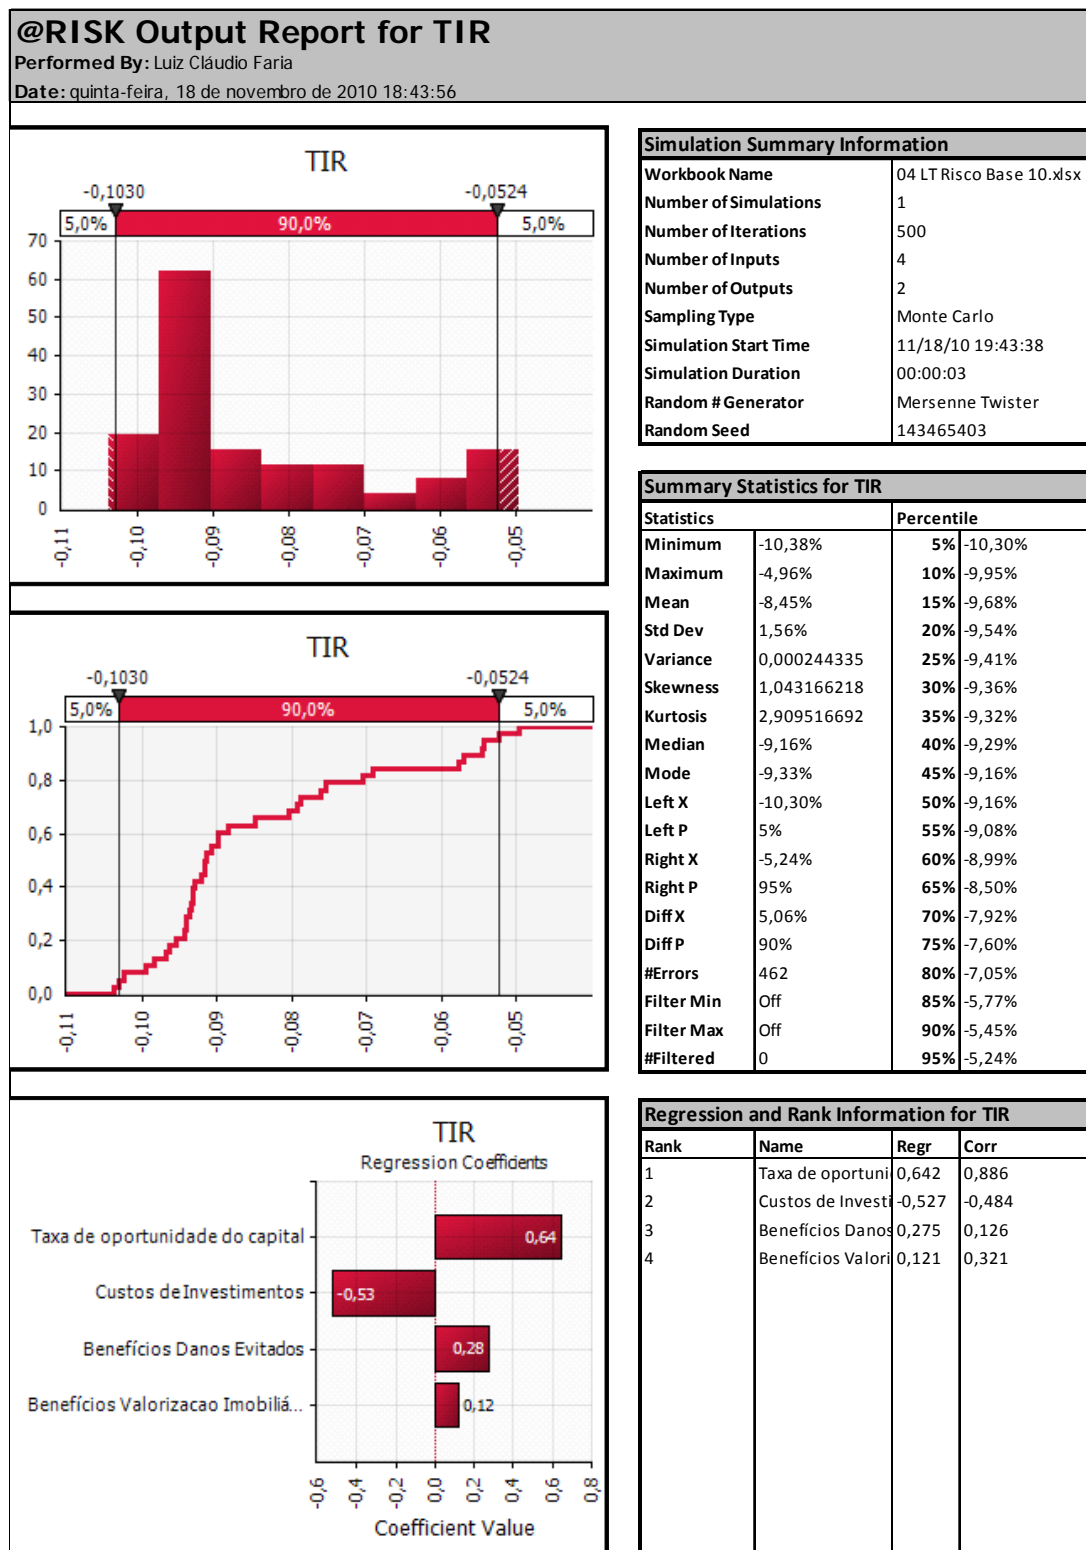 @RISK Output Report for TIR
Performed By: Luiz Cláudio Faria
Date: quinta-feira, 18 de novembro de 2010 18:43:56
TIR
-0,1030 -0,0524
5,0% 90,0% 5,0%
70
60
50
40
30
20
10
0
-0,11 -0,10 -0,09 -0,08 -0,07 -0,06 -0,05
TIR
-0,1030 -0,0524
5,0% 90,0% 5,0%
1,0
0,8
0,6
0,4
0,2
0,0
-0,11 -0,10 -0,09 -0,08 -0,07 -0,06 -0,05
TIR
Regression Coefficients
Taxa de oportunidade do capital 0,64
Custos de Investimentos -0,53
Benefícios Danos Evitados 0,28
Benefícios Valorizacao Imobiliá... 0,12
-0,6 -0,4 -0,2 0,0 0,2 0,4 0,6 0,8
Coefficient Value
Simulation Summary Information
Workbook Name 04 LT Risco Base 10.xlsx
Number of Simulations 1
Number of Iterations 500
Number of Inputs 4
Number of Outputs 2
Sampling Type Monte Carlo
Simulation Start Time 11/18/10 19:43:38
Simulation Duration 00:00:03
Random # Generator Mersenne Twister
Random Seed 143465403
Summary Statistics for TIR
Statistics Percentile
Minimum -10,38% 5% -10,30%
Maximum -4,96% 10% -9,95%
Mean -8,45% 15% -9,68%
Std Dev 1,56% 20% -9,54%
Variance 0,000244335 25% -9,41%
Skewness 1,043166218 30% -9,36%
Kurtosis 2,909516692 35% -9,32%
Median -9,16% 40% -9,29%
Mode -9,33% 45% -9,16%
Left X -10,30% 50% -9,16%
Left P 5% 55% -9,08%
Right X -5,24% 60% -8,99%
Right P 95% 65% -8,50%
Diff X 5,06% 70% -7,92%
Diff P 90% 75% -7,60%
#Errors 462 80% -7,05%
Filter Min Off 85% -5,77%
Filter Max Off 90% -5,45%
#Filtered 0 95% -5,24%
Regression and Rank Information for TIR
Rank Name Regr Corr
1 Taxa de oportuni 0,642 0,886
2 Custos de Investi -0,527 -0,484
3 Benefícios Danos 0,275 0,126
4 Benefícios Valori 0,121 0,321